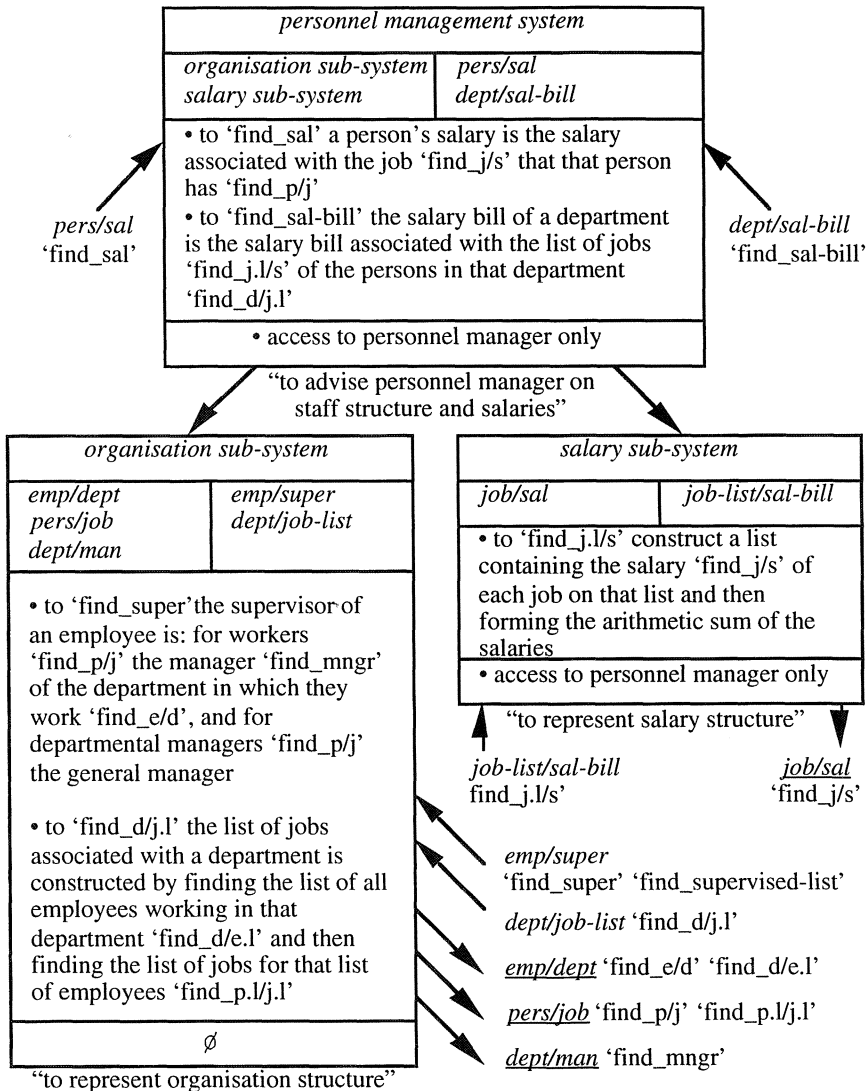 personnel management system
organisation sub-system
salary sub-system
pers/sal
dept/sal-bill
• to ‘find_sal’ a person’s salary is the salary
associated with the job ‘find_j/s’ that that person
has ‘find_p/j’
• to ‘find_sal-bill’ the salary bill of a department
is the salary bill associated with the list of jobs
‘find_j.l/s’ of the persons in that department
‘find_d/j.l’
• access to personnel manager only
pers/sal
‘find_sal’
dept/sal-bill
‘find_sal-bill’
“to advise personnel manager on
staff structure and salaries”
organisation sub-system
emp/dept
pers/job
dept/man
emp/super
dept/job-list
• to ‘find_super’the supervisor of
an employee is: for workers
‘find_p/j’ the manager ‘find_mngr’
of the department in which they
work ‘find_e/d’, and for
departmental managers ‘find_p/j’
the general manager
• to ‘find_d/j.l’ the list of jobs
associated with a department is
constructed by finding the list of all
employees working in that
department ‘find_d/e.l’ and then
finding the list of jobs for that list
of employees ‘find_p.l/j.l’
ø
“to represent organisation structure”
salary sub-system
job/sal
job-list/sal-bill
• to ‘find_j.l/s’ construct a list
containing the salary ‘find_j/s’ of
each job on that list and then
forming the arithmetic sum of the
salaries
• access to personnel manager only
“to represent salary structure”
job-list/sal-bill
find_j.l/s’
job/sal
‘find_j/s’
emp/super
‘find_super’ ‘find_supervised-list’
dept/job-list ‘find_d/j.l’
emp/dept ‘find_e/d’ ‘find_d/e.l’
pers/job ‘find_p/j’ ‘find_p.l/j.l’
dept/man ‘find_mngr’